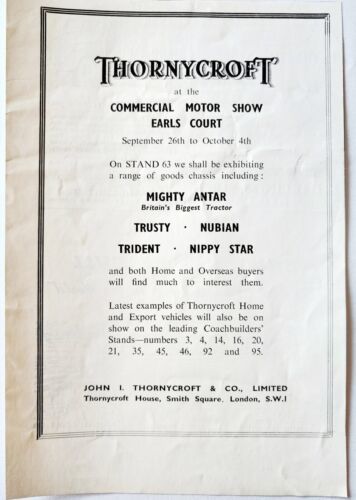 THORNYCROFT
at the
COMMERCIAL MOTOR SHOW
EARLS COURT
September 26th to October 4th
On STAND 63 we shall be exhibiting
a range of goods chassis including:
MIGHTY ANTAR
Britain's Biggest Tractor
TRUSTY · NUBIAN
TRIDENT · NIPPY STAR
and both Home and Overseas buyers
will find much to interest them.
Latest examples of Thornycroft Home
and Export vehicles will also be on
show on the leading Coachbuilders'
Stands—numbers 3, 4, 14, 16, 20,
21, 35, 45, 46, 92 and 95.
JOHN I. THORNYCROFT & CO., LIMITED
Thornycroft House, Smith Square, London, S.W.1